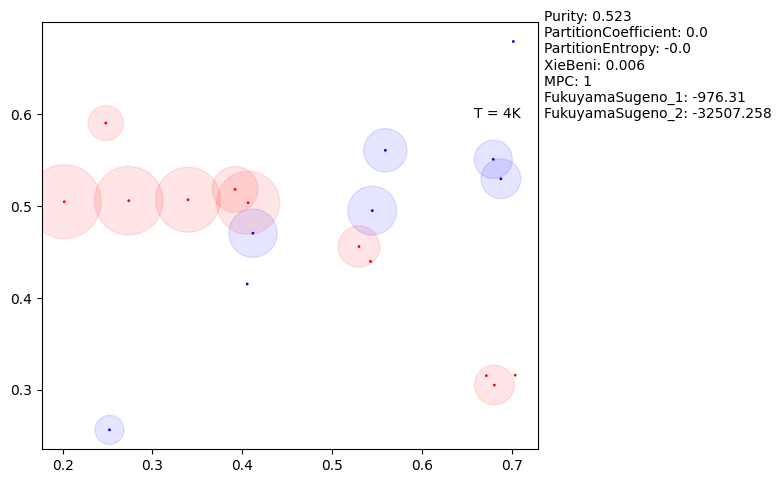 Purity: 0.523
PartitionCoefficient: 0.0
PartitionEntropy: -0.0
XieBeni: 0.006
MPC: 1
FukuyamaSugeno_1: -976.31
FukuyamaSugeno_2: -32507.258
T = 4K
0.6
0.5
0.4
0.3
0.2 0.3 0.4 0.5 0.6 0.7